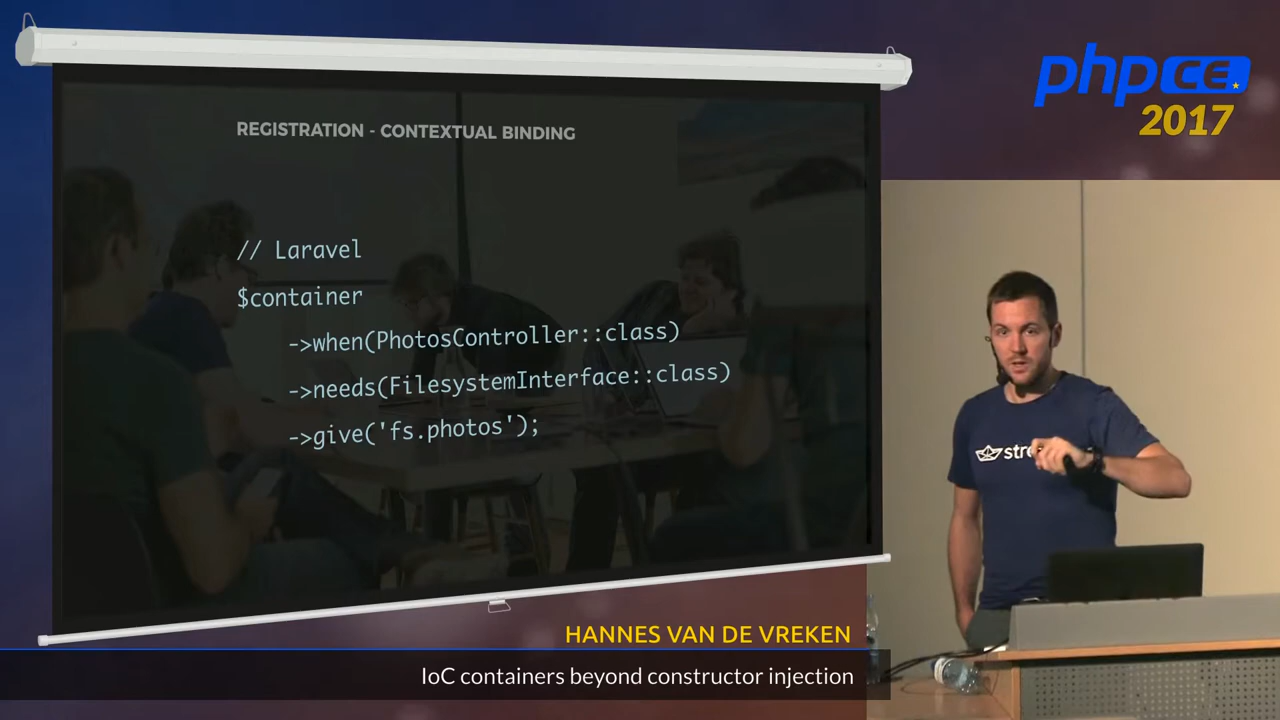 phpCE
2017
REGISTRATION - CONTEXTUAL BINDING
// Laravel
$container
->when(PhotosController::class)
->needs(FilesystemInterface::class)
->give('fs.photos');
stre
HANNES VAN DE VREKEN
IoC containers beyond constructor injection